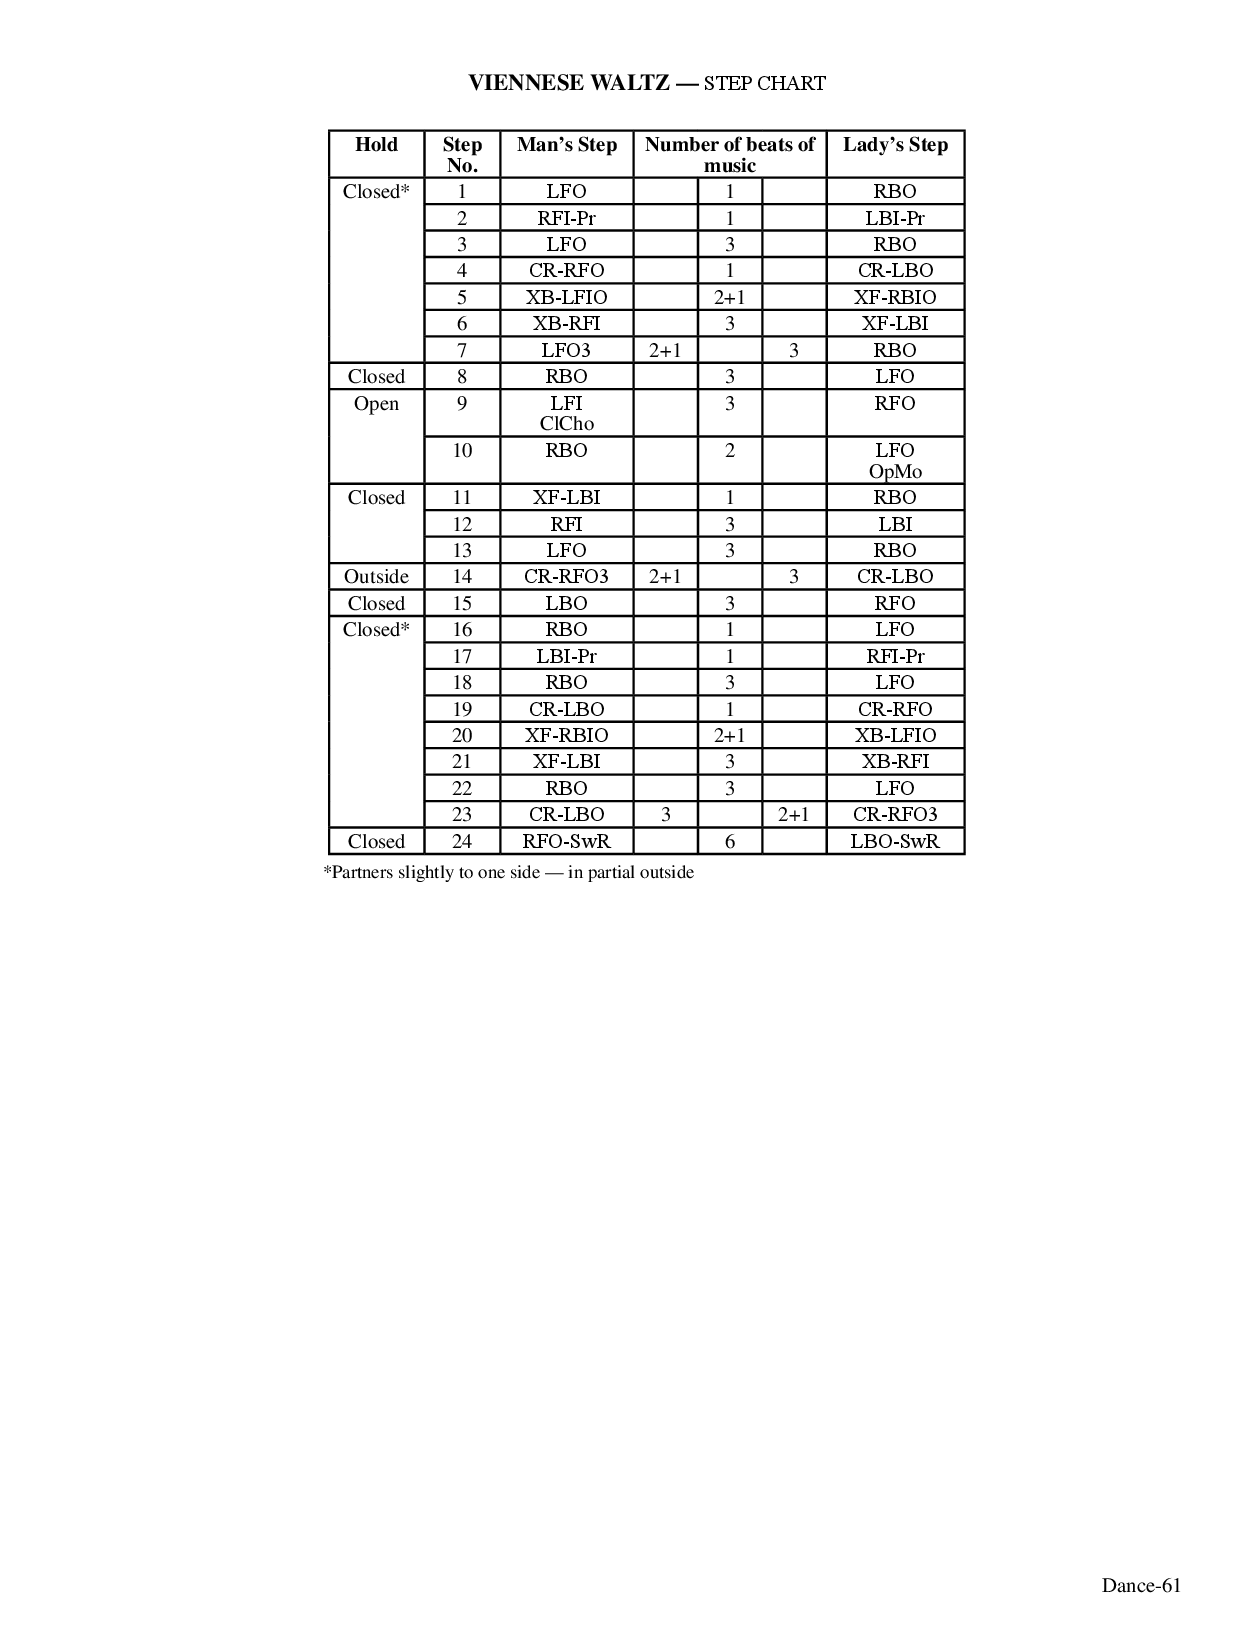 VIENNESE WALTZ — STEP CHART
Hold Step No. Man's Step Number of beats of music Lady's Step
Closed* 1 LFO 1 RBO
2 RFI-Pr 1 LBI-Pr
3 LFO 3 RBO
4 CR-RFO 1 CR-LBO
5 XB-LFIO 2+1 XF-RBIO
6 XB-RFI 3 XF-LBI
7 LFO3 2+1 3 RBO
Closed 8 RBO 3 LFO
Open 9 LFI ClCho 3 RFO
10 RBO 2 LFO OpMo
Closed 11 XF-LBI 1 RBO
12 RFI 3 LBI
13 LFO 3 RBO
Outside 14 CR-RFO3 2+1 3 CR-LBO
Closed 15 LBO 3 RFO
Closed* 16 RBO 1 LFO
17 LBI-Pr 1 RFI-Pr
18 RBO 3 LFO
19 CR-LBO 1 CR-RFO
20 XF-RBIO 2+1 XB-LFIO
21 XF-LBI 3 XB-RFI
22 RBO 3 LFO
23 CR-LBO 3 2+1 CR-RFO3
Closed 24 RFO-SwR 6 LBO-SwR
*Partners slightly to one side — in partial outside
Dance-61